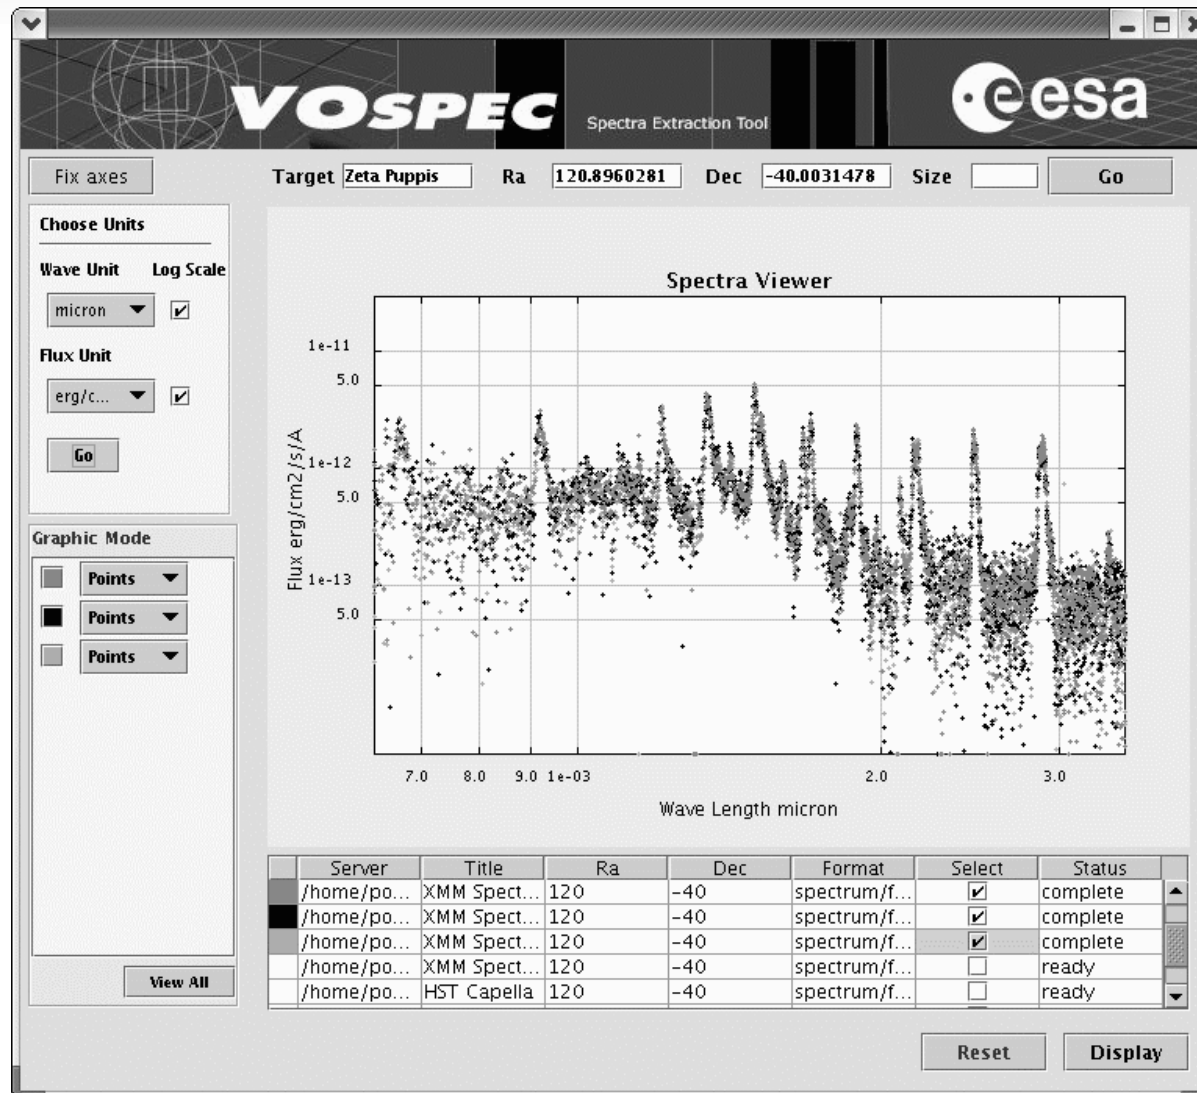 VOSPEC Spectra Extraction Tool esa
Fix axes Target Zeta Puppis Ra 120.8960281 Dec -40.0031478 Size Go
Choose Units
Wave Unit Log Scale
micron
Flux Unit
erg/c...
Go
Graphic Mode
Points
Points
Points
View All
Spectra Viewer
1e-11
5.0
1e-12
5.0
1e-13
5.0
Flux erg/cm2/s/A
7.0 8.0 9.0 1e-03 2.0 3.0
Wave Length micron
Server Title Ra Dec Format Select Status
/home/po... XMM Spect... 120 -40 spectrum/f... complete
/home/po... XMM Spect... 120 -40 spectrum/f... complete
/home/po... XMM Spect... 120 -40 spectrum/f... complete
/home/po... XMM Spect... 120 -40 spectrum/f... ready
/home/po... HST Capella 120 -40 spectrum/f... ready
Reset Display